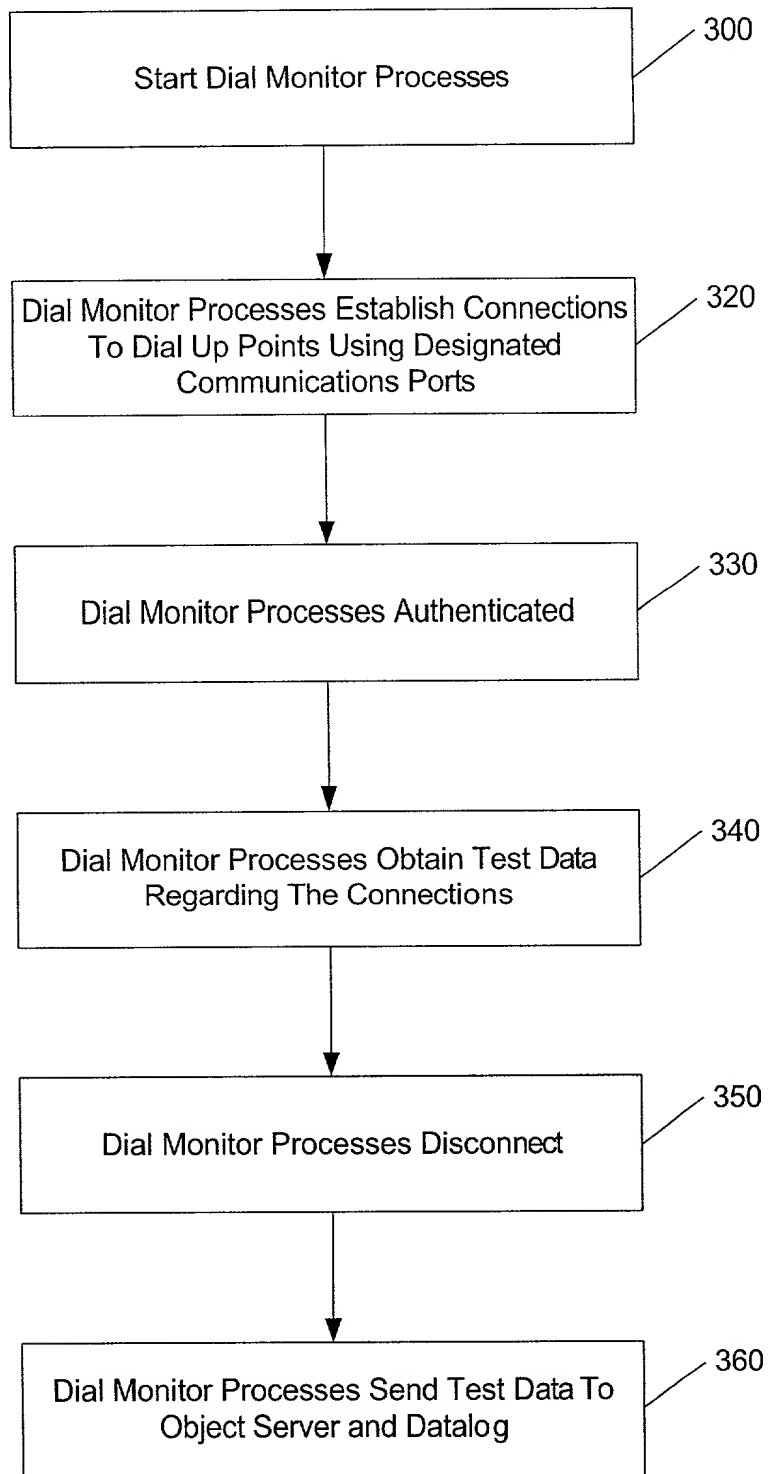 300
Start Dial Monitor Processes
320
Dial Monitor Processes Establish Connections
To Dial Up Points Using Designated
Communications Ports
330
Dial Monitor Processes Authenticated
340
Dial Monitor Processes Obtain Test Data
Regarding The Connections
350
Dial Monitor Processes Disconnect
360
Dial Monitor Processes Send Test Data To
Object Server and Datalog